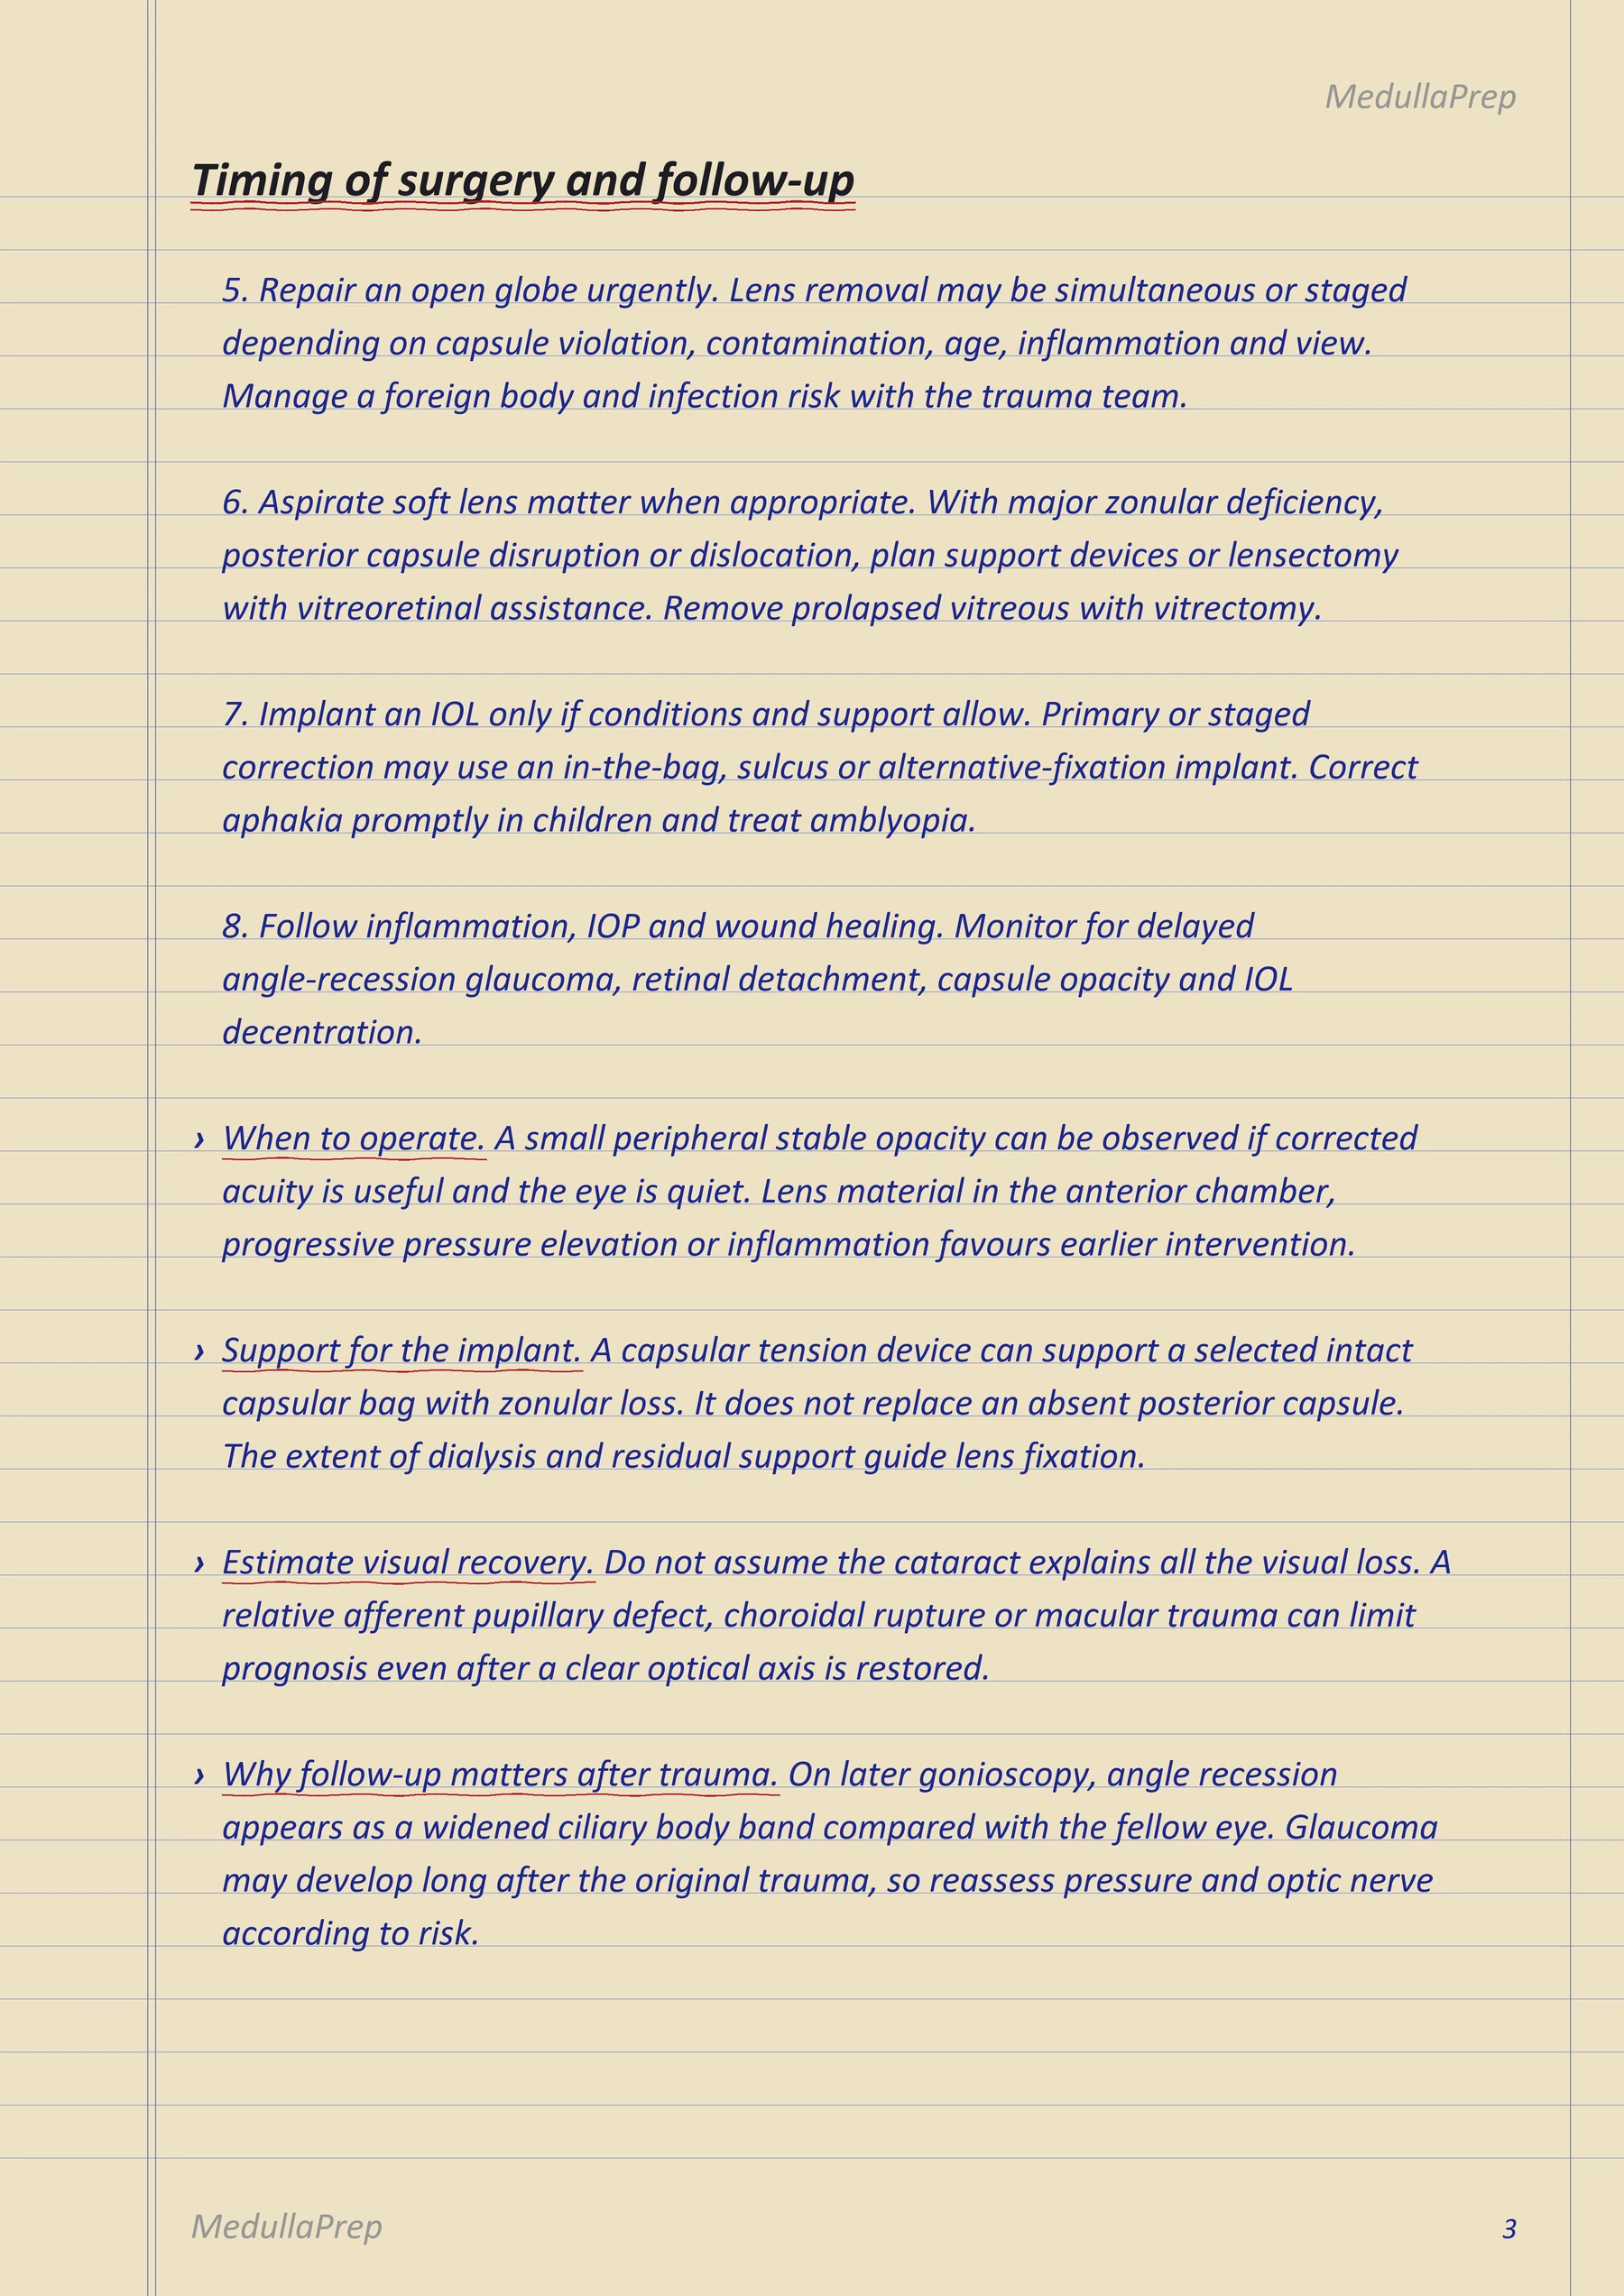 MedullaPrep
Timing of surgery and follow-up
5. Repair an open globe urgently. Lens removal may be simultaneous or staged
depending on capsule violation, contamination, age, inflammation and view.
Manage a foreign body and infection risk with the trauma team.
6. Aspirate soft lens matter when appropriate. With major zonular deficiency,
posterior capsule disruption or dislocation, plan support devices or lensectomy
with vitreoretinal assistance. Remove prolapsed vitreous with vitrectomy.
7. Implant an IOL only if conditions and support allow. Primary or staged
correction may use an in-the-bag, sulcus or alternative-fixation implant. Correct
aphakia promptly in children and treat amblyopia.
8. Follow inflammation, IOP and wound healing. Monitor for delayed
angle-recession glaucoma, retinal detachment, capsule opacity and IOL
decentration.
› When to operate. A small peripheral stable opacity can be observed if corrected
acuity is useful and the eye is quiet. Lens material in the anterior chamber,
progressive pressure elevation or inflammation favours earlier intervention.
› Support for the implant. A capsular tension device can support a selected intact
capsular bag with zonular loss. It does not replace an absent posterior capsule.
The extent of dialysis and residual support guide lens fixation.
› Estimate visual recovery. Do not assume the cataract explains all the visual loss. A
relative afferent pupillary defect, choroidal rupture or macular trauma can limit
prognosis even after a clear optical axis is restored.
› Why follow-up matters after trauma. On later gonioscopy, angle recession
appears as a widened ciliary body band compared with the fellow eye. Glaucoma
may develop long after the original trauma, so reassess pressure and optic nerve
according to risk.
MedullaPrep
3